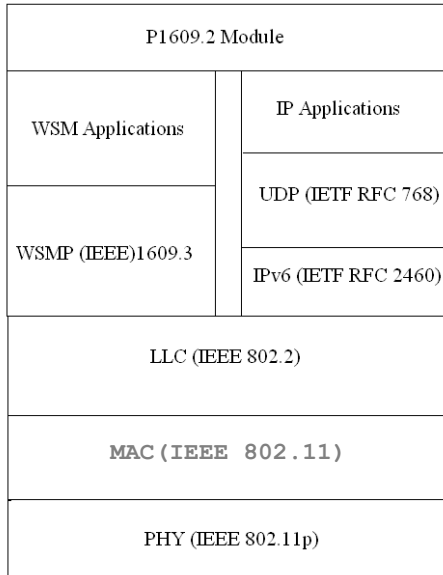 P1609.2 Module
WSM Applications
WSMP (IEEE)1609.3
IP Applications
UDP (IETF RFC 768)
IPv6 (IETF RFC 2460)
LLC (IEEE 802.2)
MAC(IEEE 802.11)
PHY (IEEE 802.11p)